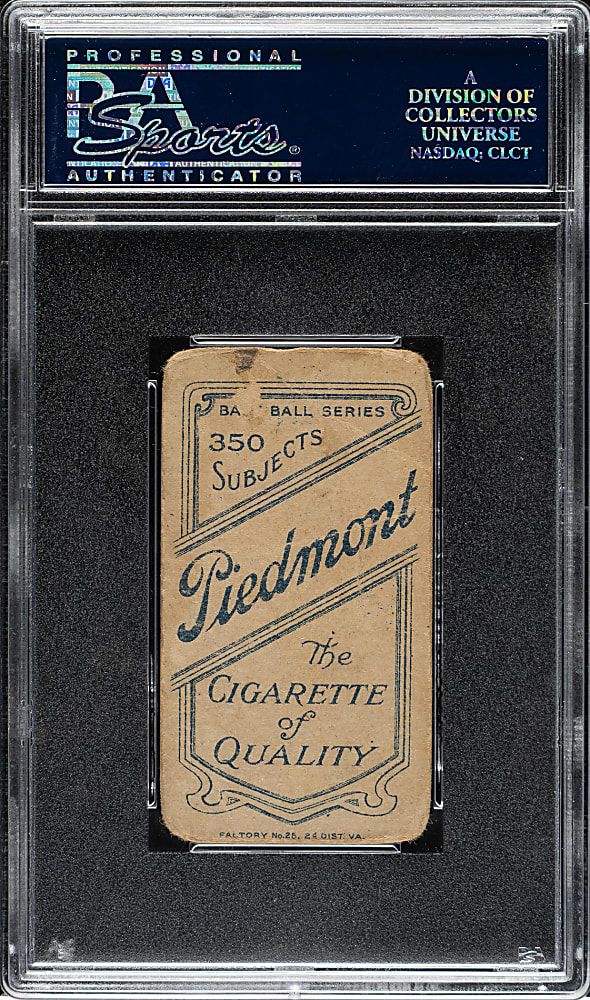 PROFESSIONAL
PSA
Sports®
AUTHENTICATOR
A
DIVISION OF
COLLECTORS
UNIVERSE
NASDAQ: CLCT
BA BALL SERIES
350
SUBJECTS
Piedmont
The
CIGARETTE
of
QUALITY
FACTORY No. 25, 2d DIST. VA.